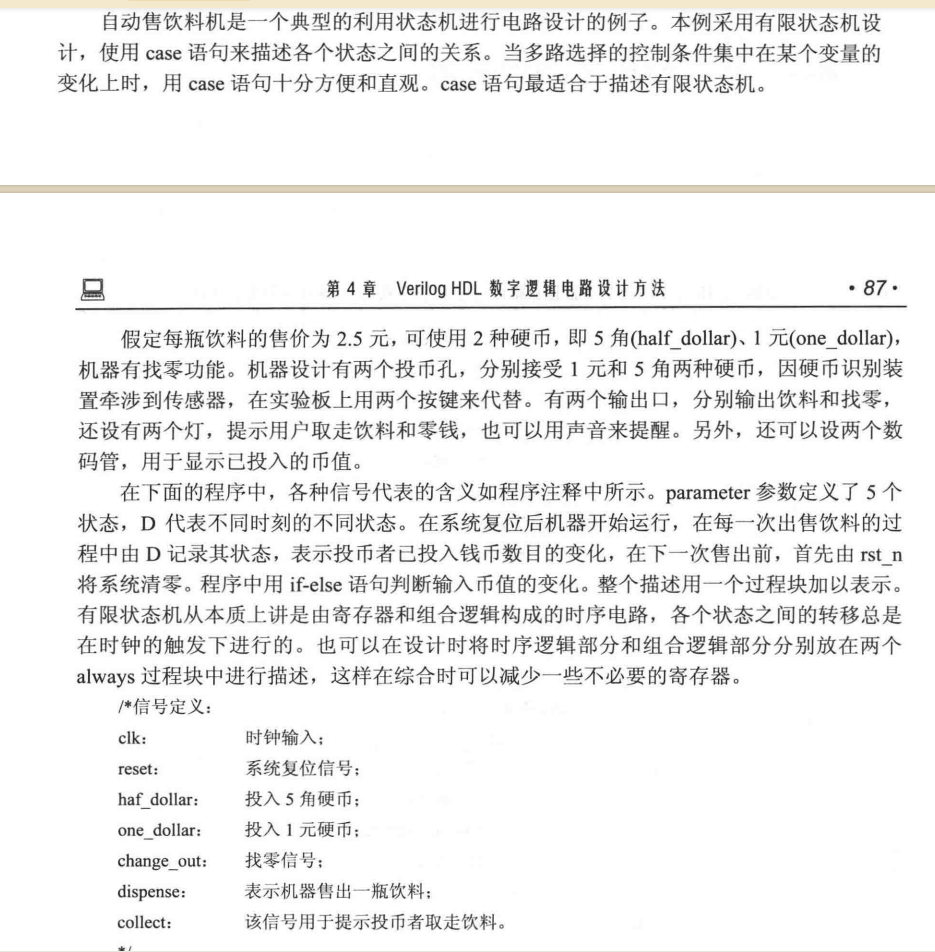 自动售饮料机是一个典型的利用状态机进行电路设计的例子。本例采用有限状态机设
计，使用 case 语句来描述各个状态之间的关系。当多路选择的控制条件集中在某个变量的
变化上时，用 case 语句十分方便和直观。case 语句最适合于描述有限状态机。
第 4 章 Verilog HDL 数字逻辑电路设计方法 ·87·
假定每瓶饮料的售价为 2.5 元，可使用 2 种硬币，即 5 角(half_dollar)、1 元(one_dollar)，
机器有找零功能。机器设计有两个投币孔，分别接受 1 元和 5 角两种硬币，因硬币识别装
置牵涉到传感器，在实验板上用两个按键来代替。有两个输出口，分别输出饮料和找零，
还设有两个灯，提示用户取走饮料和零钱，也可以用声音来提醒。另外，还可以设两个数
码管，用于显示已投入的币值。
在下面的程序中，各种信号代表的含义如程序注释中所示。parameter 参数定义了 5 个
状态，D 代表不同时刻的不同状态。在系统复位后机器开始运行，在每一次出售饮料的过
程中由 D 记录其状态，表示投币者已投入钱币数目的变化，在下一次售出前，首先由 rst_n
将系统清零。程序中用 if-else 语句判断输入币值的变化。整个描述用一个过程块加以表示。
有限状态机从本质上讲是由寄存器和组合逻辑构成的时序电路，各个状态之间的转移总是
在时钟的触发下进行的。也可以在设计时将时序逻辑部分和组合逻辑部分分别放在两个
always 过程块中进行描述，这样在综合时可以减少一些不必要的寄存器。
/*信号定义：
clk： 时钟输入；
reset： 系统复位信号；
haf_dollar： 投入 5 角硬币；
one_dollar： 投入 1 元硬币；
change_out： 找零信号；
dispense： 表示机器售出一瓶饮料；
collect： 该信号用于提示投币者取走饮料。
*/